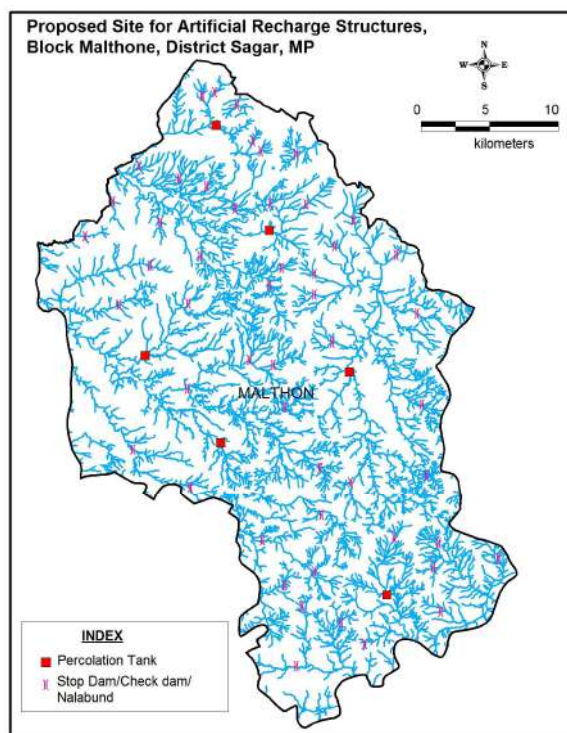 Proposed Site for Artificial Recharge Structures,
Block Malthone, District Sagar, MP
N
W E
S
0 5 10
kilometers
MALTHON
INDEX
Percolation Tank
Stop Dam/Check dam/
Nalabund